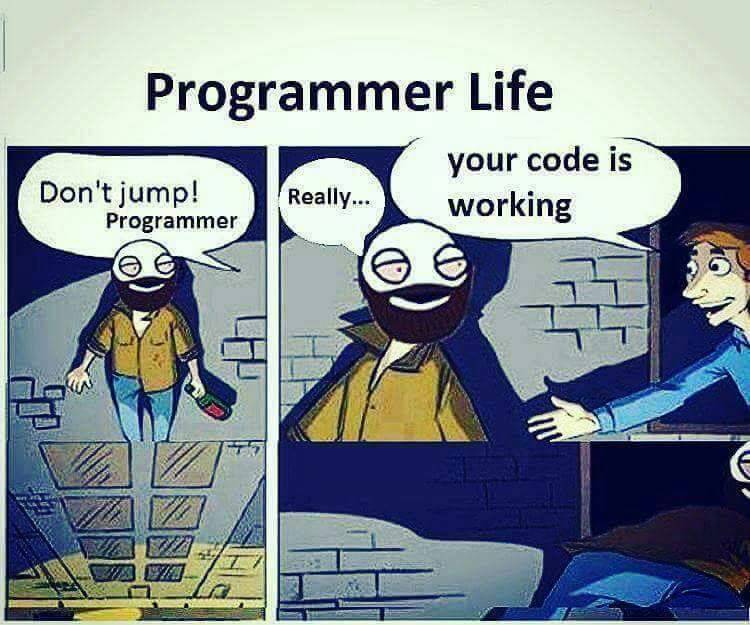 Programmer Life
Don't jump!
Programmer
Really...
your code is
working